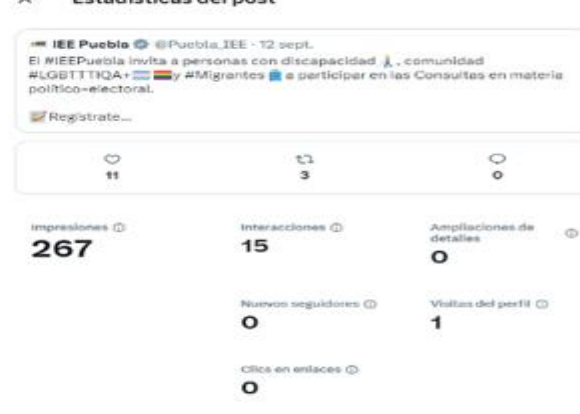 Estadísticas del post
IEE Puebla @Puebla_IEE · 12 sept.
El #IEEPuebla invita a personas con discapacidad, comunidad
#LGBTTTIQA+ y #Migrantes a participar en las Consultas en materia
político-electoral.
Regístrate...
11 3 0
Impresiones Interacciones Ampliaciones de
detalles
267 15 0
Nuevos seguidores Visitas del perfil
0 1
Clics en enlaces
0